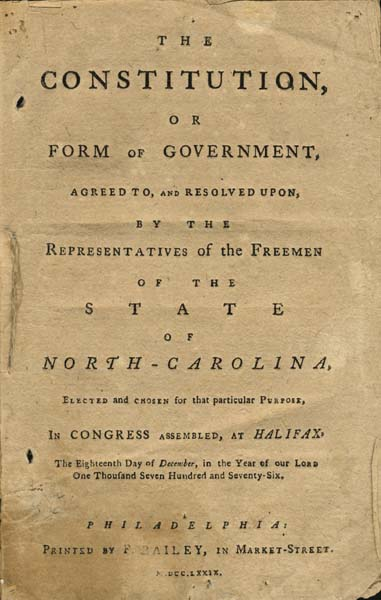 THE
CONSTITUTION,
OR
FORM OF GOVERNMENT,
AGREED TO, AND RESOLVED UPON,
BY THE
REPRESENTATIVES of the FREEMEN
OF THE
STATE
OF
NORTH-CAROLINA,
ELECTED and CHOSEN for that particular PURPOSE,
IN CONGRESS ASSEMBLED, AT HALIFAX,
The Eighteenth Day of December, in the Year of our LORD
One Thouſand Seven Hundred and Seventy-Six.
PHILADELPHIA:
PRINTED BY F. BAILEY, IN MARKET-STREET.
M.DCC.LXXIX.